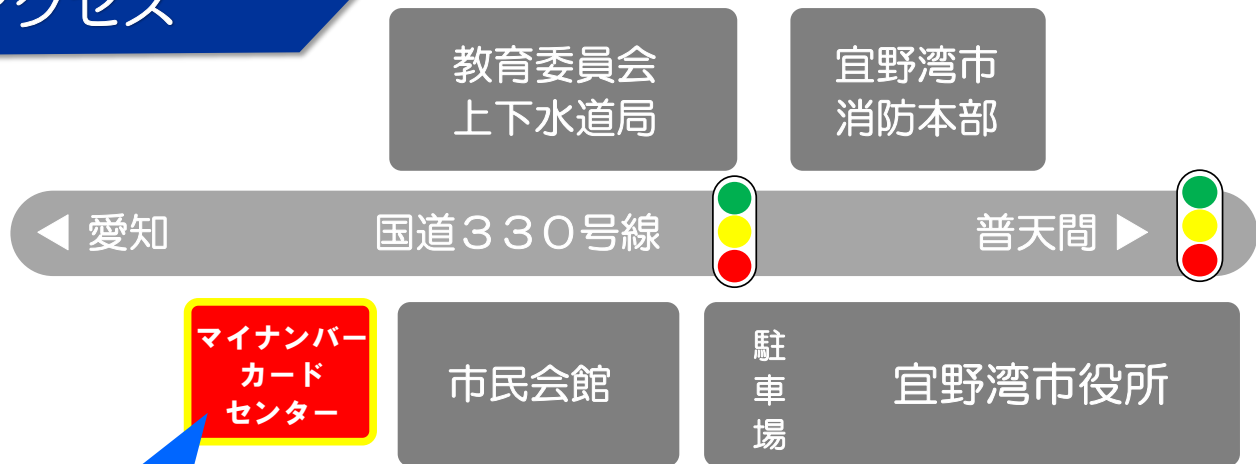 アクセス
教育委員会
上下水道局
宜野湾市
消防本部
◀ 愛知
国道３３０号線
普天間 ▶
マイナンバー
カード
センター
市民会館
駐
車
場
宜野湾市役所